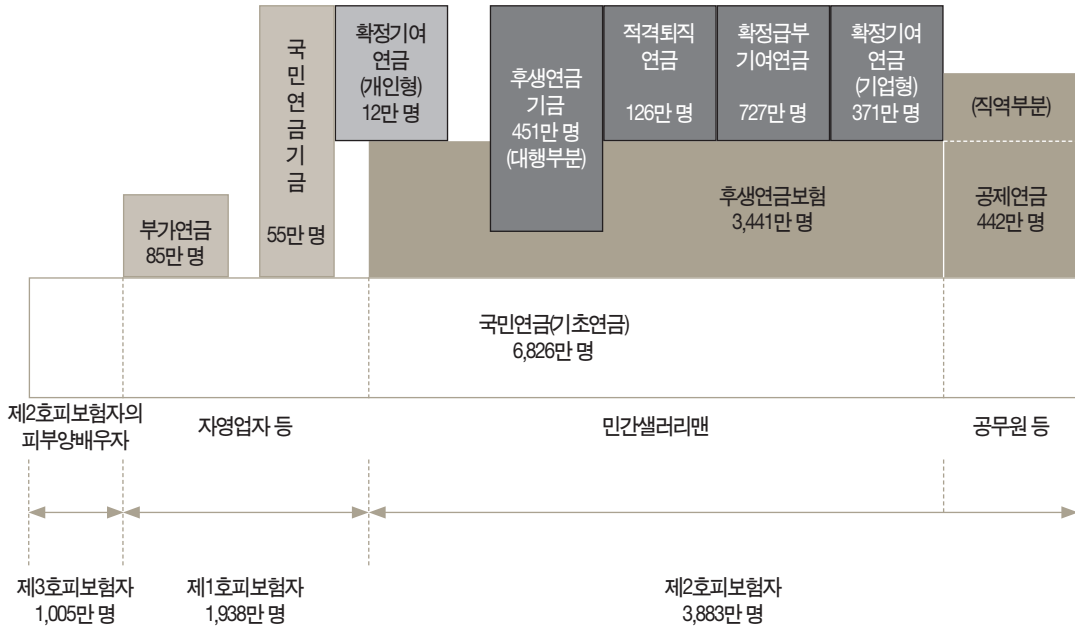 국
민
연
금
기
금
55만 명
확정기여
연금
(개인형)
12만 명
후생연금
기금
451만 명
(대행부분)
적격퇴직
연금
126만 명
확정급부
기여연금
727만 명
확정기여
연금
(기업형)
371만 명
(직역부분)
부가연금
85만 명
후생연금보험
3,441만 명
공제연금
442만 명
국민연금(기초연금)
6,826만 명
제2호피보험자의
피부양배우자
자영업자 등
민간샐러리맨
공무원 등
제3호피보험자
1,005만 명
제1호피보험자
1,938만 명
제2호피보험자
3,883만 명